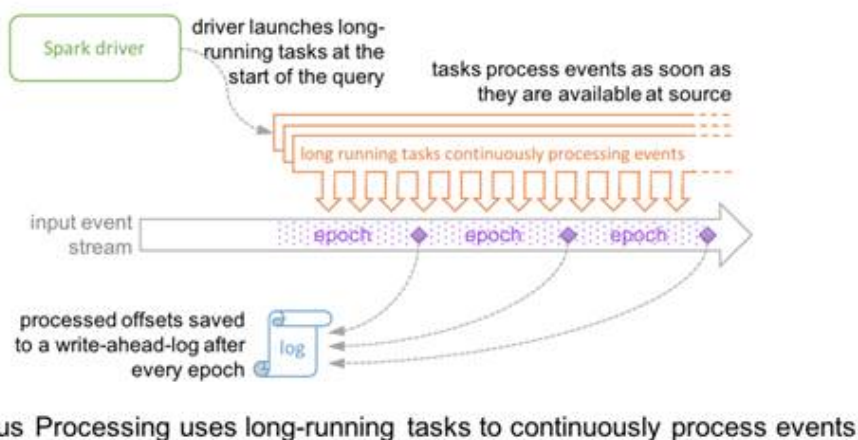 Spark driver
driver launches long-
running tasks at the
start of the query
tasks process events as soon as
they are available at source
long running tasks continuously processing events
input event
stream
epoch
epoch
epoch
processed offsets saved
to a write-ahead-log after
every epoch
log
us Processing uses long-running tasks to continuously process events